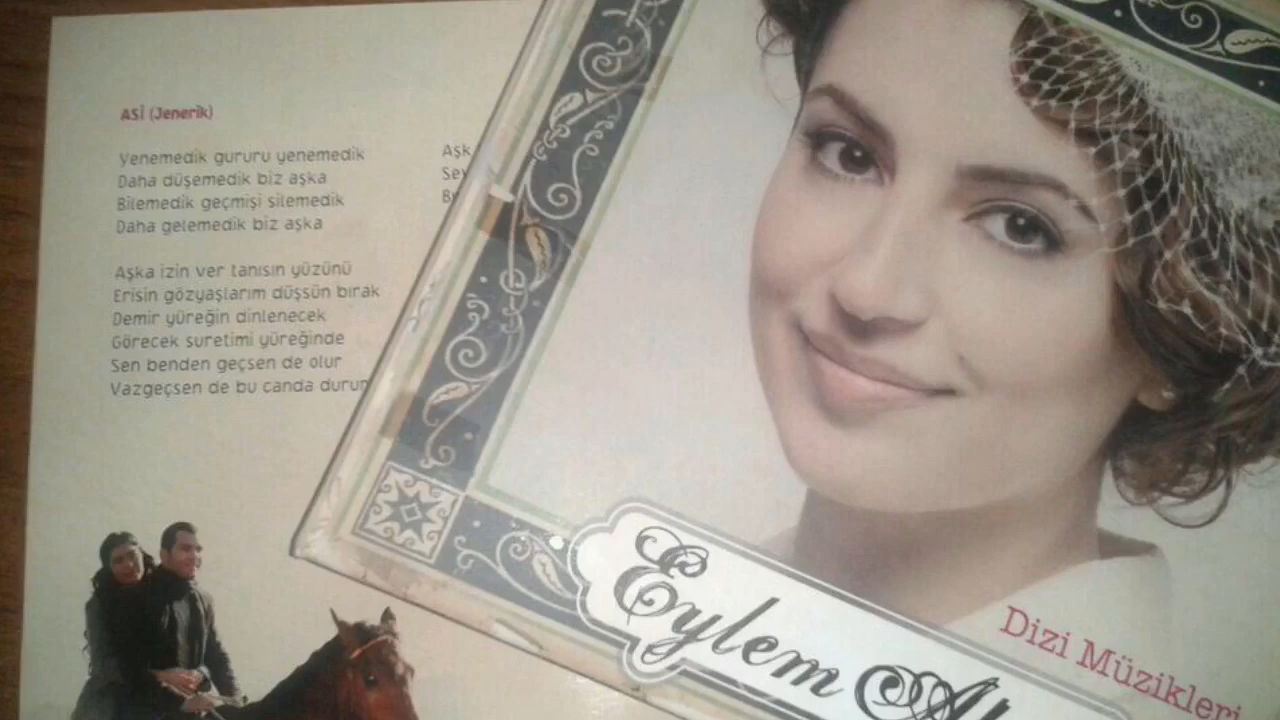 ASİ (Jenerik)
Yenemedik gururu yenemedik
Daha düşemedik biz aşka
Bilemedik geçmişi silemedik
Daha gelemedik biz aşka
Aşka izin ver tanısın yüzünü
Erisin gözyaşlarım düşsün bırak
Demir yüreğin dinlenecek
Görecek suretimi yüreğinde
Sen benden geçsen de olur
Vazgeçsen de bu canda durur
Aşk
Eylem
Dizi Müzikleri